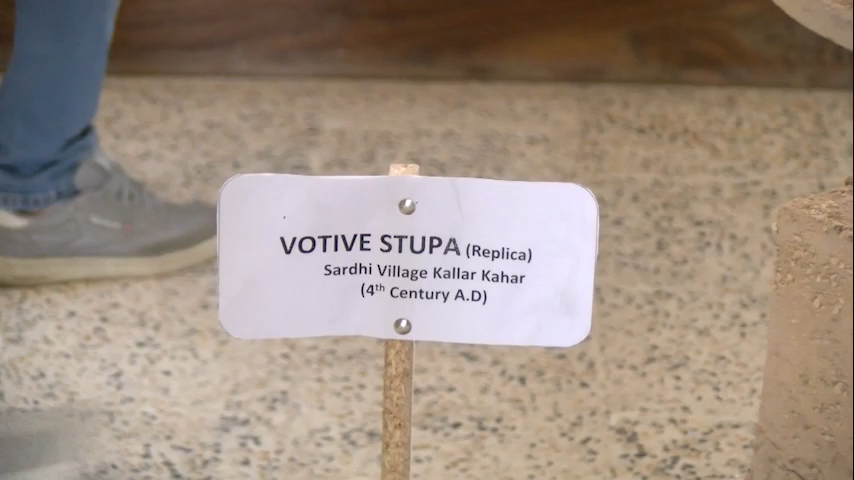 VOTIVE STUPA (Replica)
Sardhi Village Kallar Kahar
(4th Century A.D)